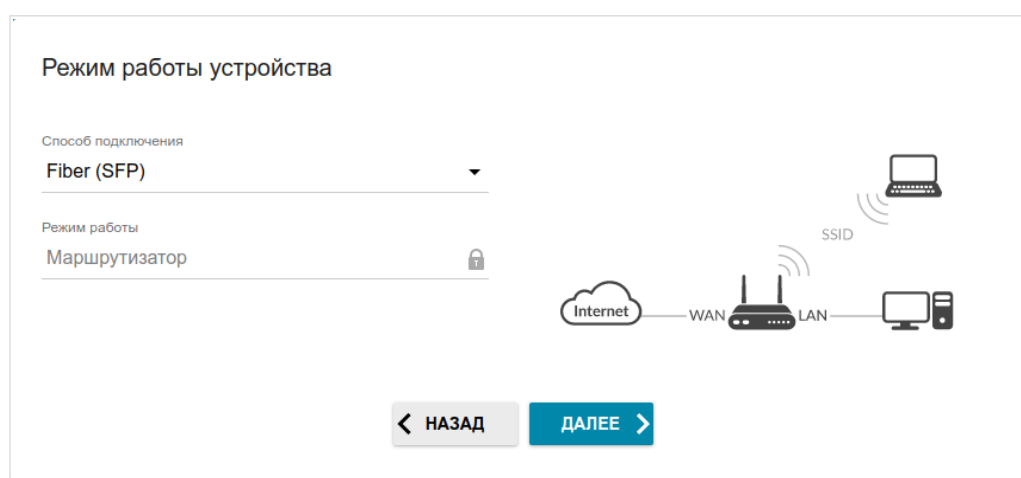 Режим работы устройства
Способ подключения
Fiber (SFP)
Режим работы
Маршрутизатор
SSID
Internet
WAN
LAN
НАЗАД
ДАЛЕЕ